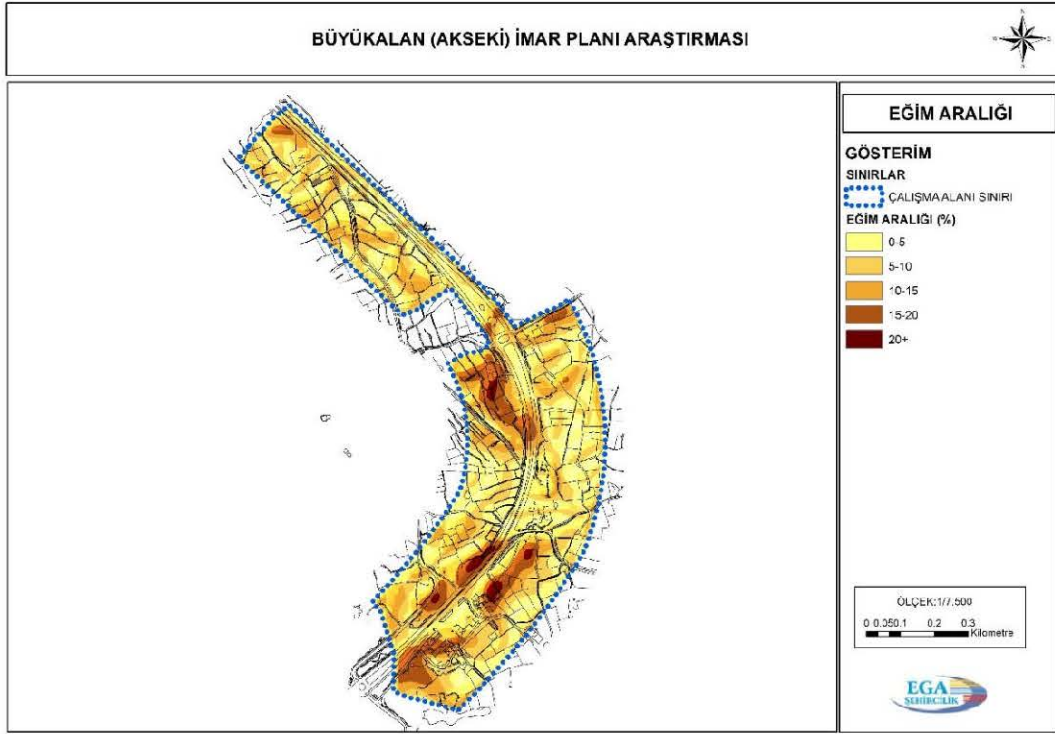 BÜYÜKALAN (AKSEKİ) İMAR PLANI ARAŞTIRMASI
EĞİM ARALIĞI
GÖSTERİM
SINIRLAR
ÇALIŞMA ALANI SINIRI
EĞİM ARALIĞI (%)
0-5
5-10
10-15
15-20
20+
ÖLÇEK:1/7.500
0 0.050.1 0.2 0.3
Kilometre
EGA
ŞEHİRCİLİK